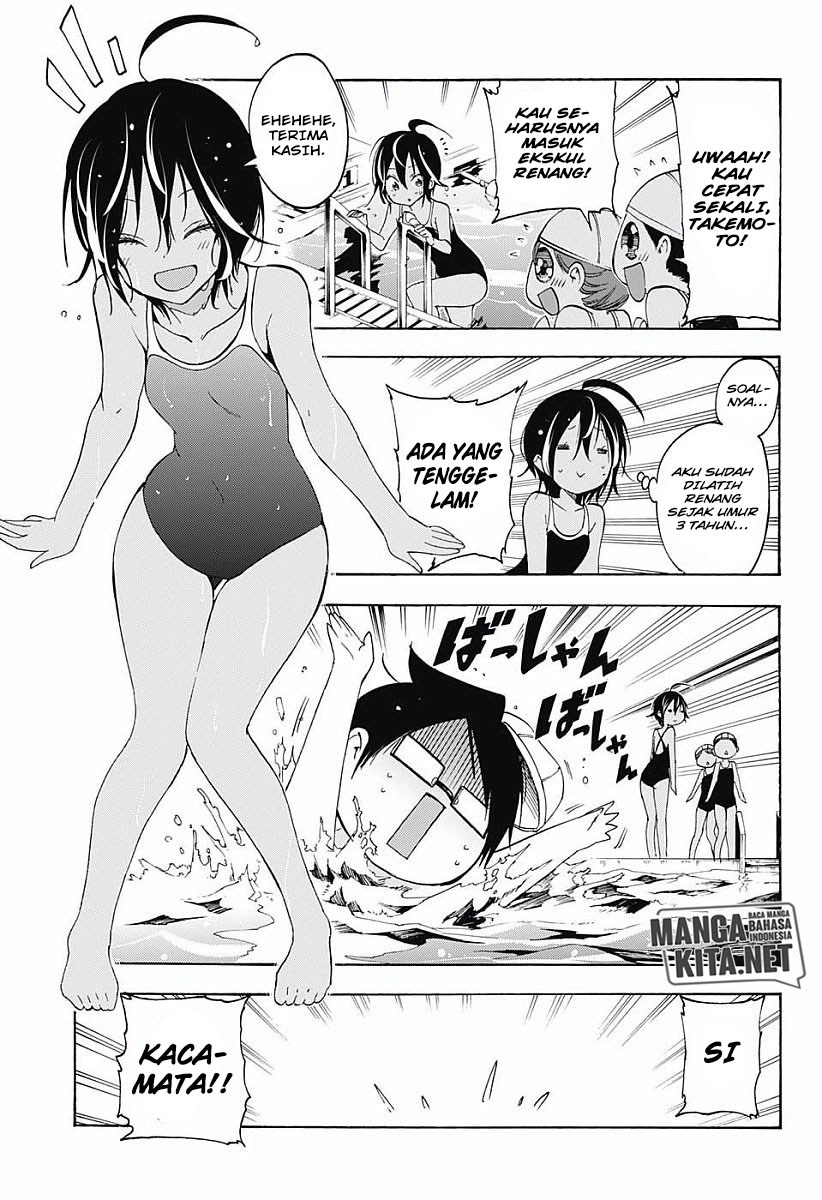 UWAAH!
KAU
CEPAT
SEKALI,
TAKEMO-
TO!
KAU SE-
HARUSNYA
MASUK
EKSKUL
RENANG!
EHEHEHE,
TERIMA
KASIH.
SOAL-
NYA...
AKU SUDAH
DILATIH
RENANG
SEJAK UMUR
3 TAHUN...
ADA YANG
TENGGE-
LAM!
ばっしゃん
ばっしゃん
MANGA
KITA.NET
BACA MANGA
BAHASA
INDONESIA
SI
KACA-
MATA!!